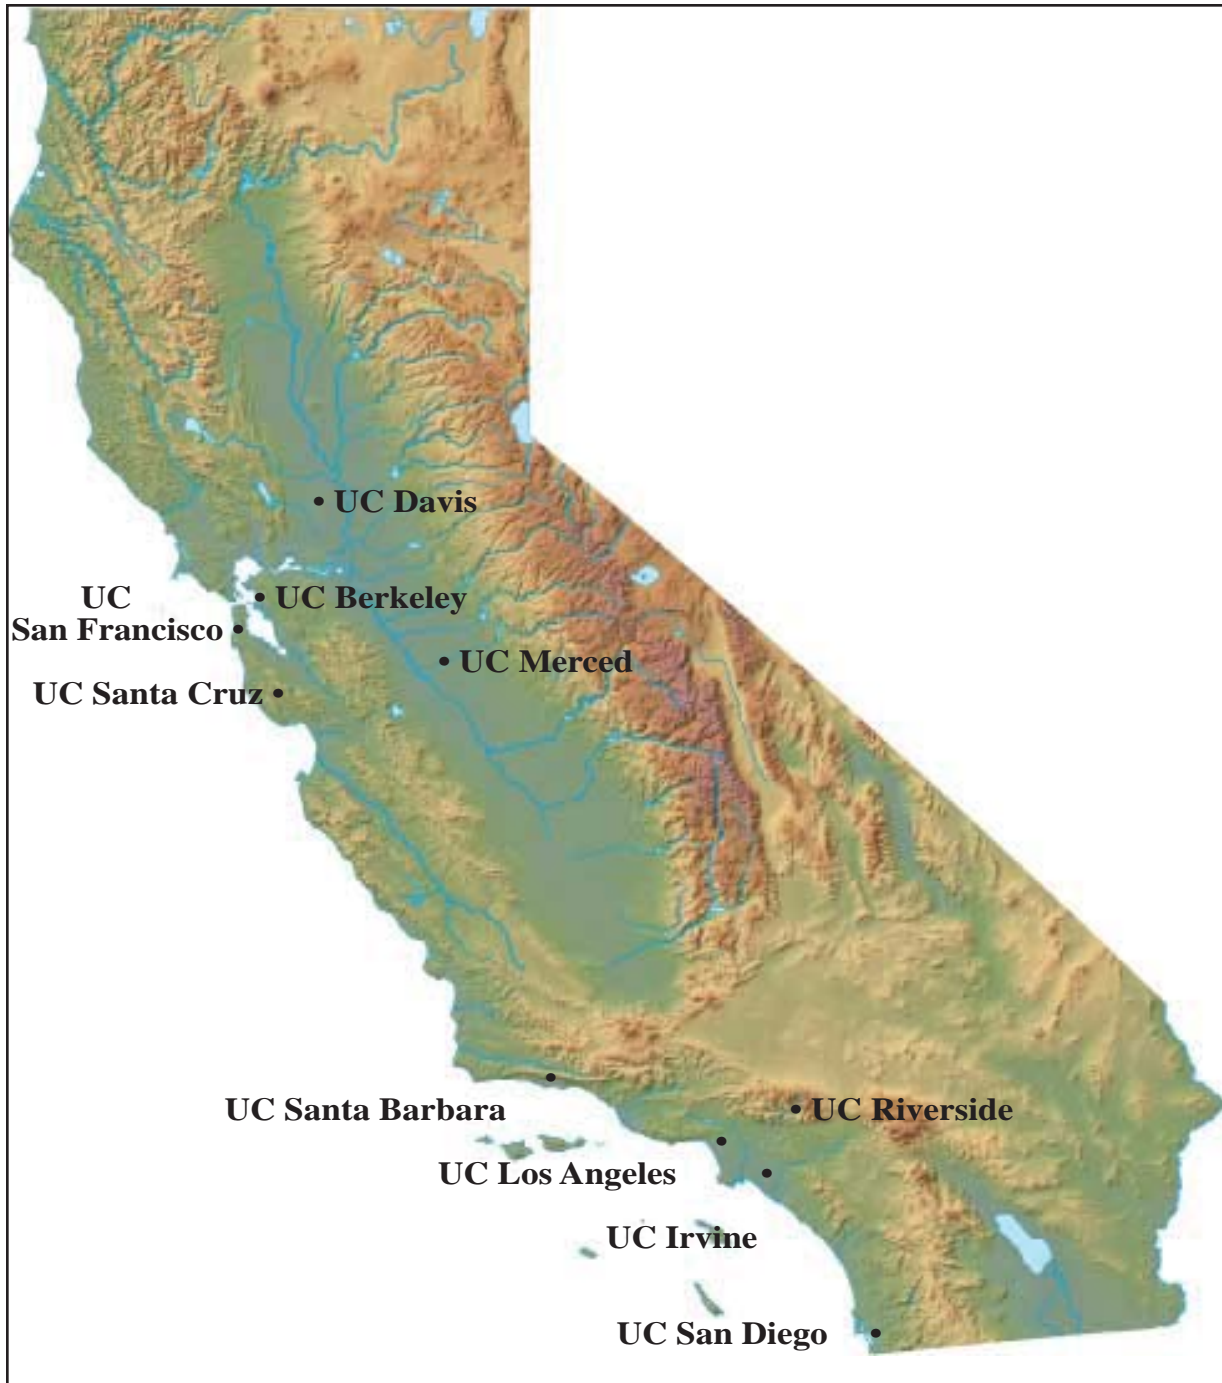 • UC Davis
• UC Berkeley
UC
San Francisco •
• UC Merced
UC Santa Cruz •
UC Santa Barbara
• UC Riverside
UC Los Angeles
UC Irvine
UC San Diego •